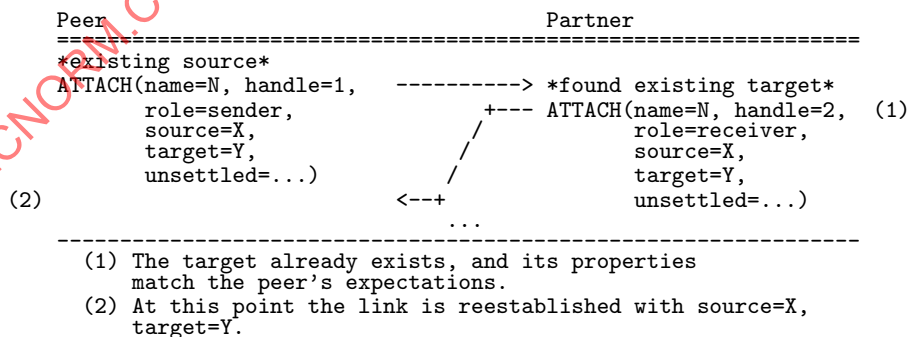 Peer Partner
================================================================
*existing source*
ATTACH(name=N, handle=1, ----------> *found existing target*
role=sender, +--- ATTACH(name=N, handle=2, (1)
source=X, / role=receiver,
target=Y, / source=X,
unsettled=...) / target=Y,
(2) <--+ unsettled=...)
...
----------------------------------------------------------------
(1) The target already exists, and its properties
match the peer's expectations.
(2) At this point the link is reestablished with source=X,
target=Y.
CNORM.C